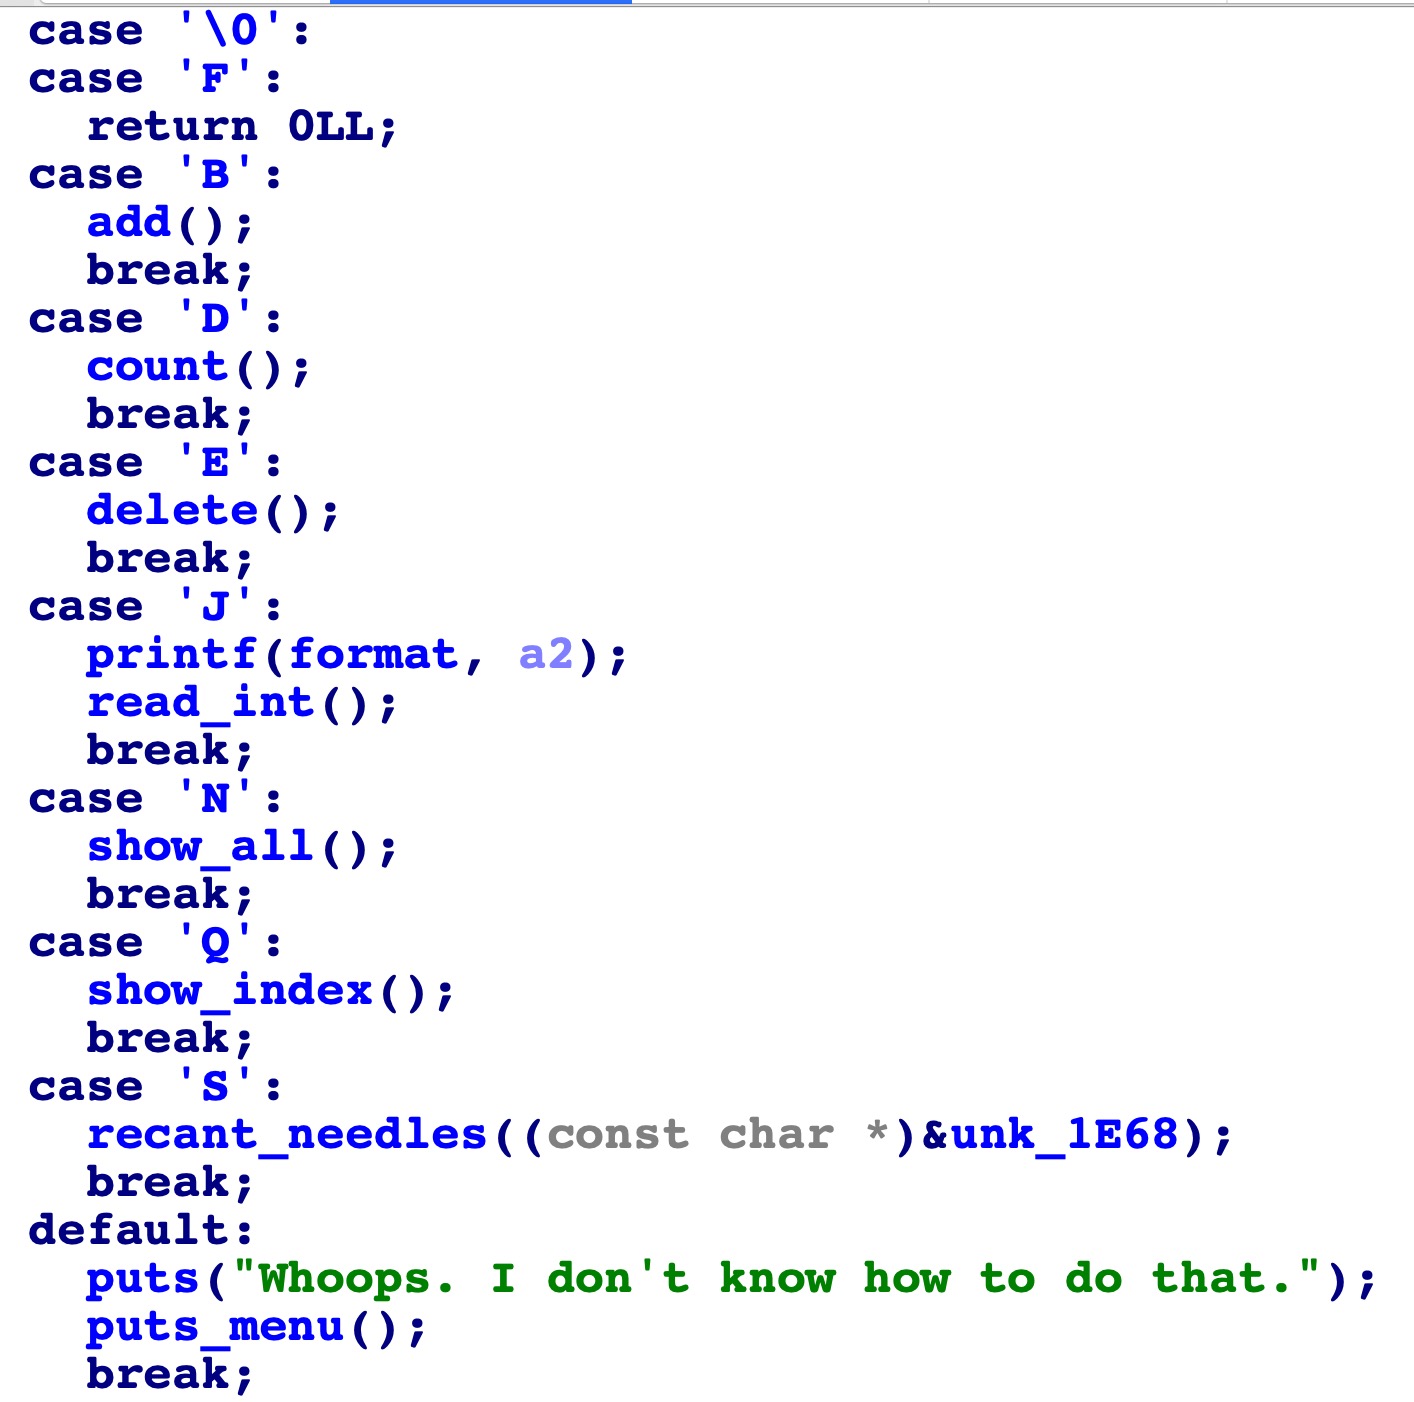 case '\0':
case 'F':
  return 0LL;
case 'B':
  add();
  break;
case 'D':
  count();
  break;
case 'E':
  delete();
  break;
case 'J':
  printf(format, a2);
  read_int();
  break;
case 'N':
  show_all();
  break;
case 'Q':
  show_index();
  break;
case 'S':
  recant_needles((const char *)&unk_1E68);
  break;
default:
  puts("Whoops. I don't know how to do that.");
  puts_menu();
  break;